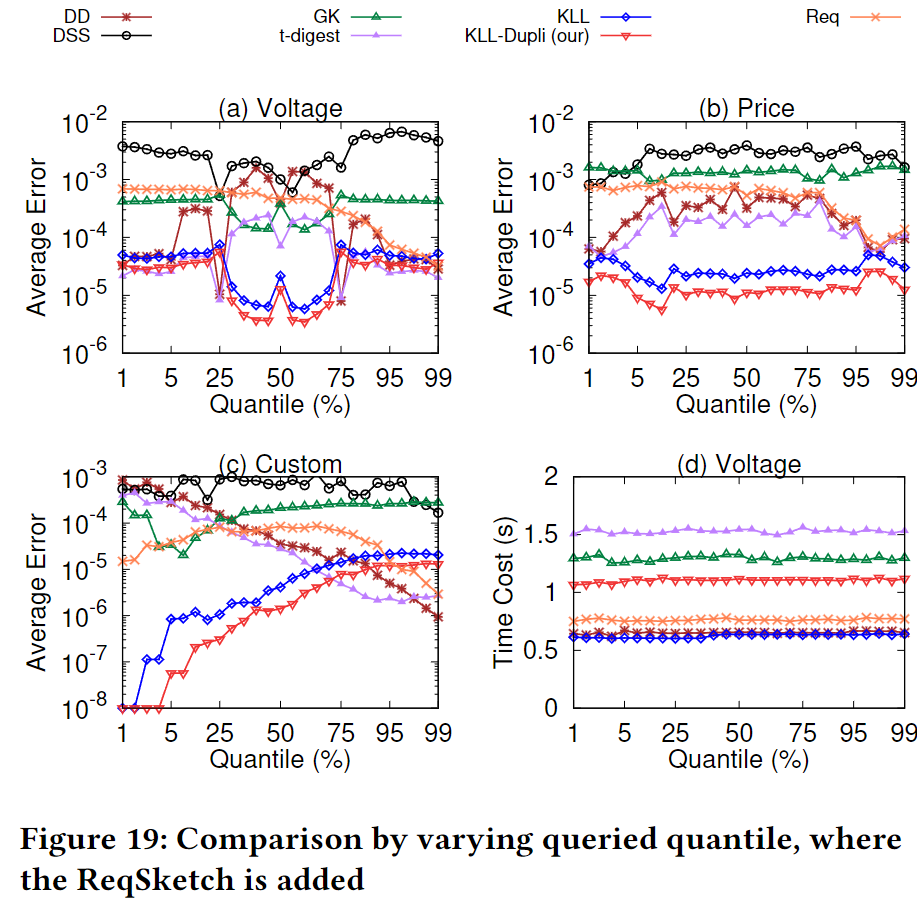 DD GK KLL Req
DSS t-digest KLL-Dupli (our)
(a) Voltage
Average Error
10-2
10-3
10-4
10-5
10-6
1 5 25 50 75 95 99
Quantile (%)
(b) Price
Average Error
10-2
10-3
10-4
10-5
10-6
1 5 25 50 75 95 99
Quantile (%)
(c) Custom
Average Error
10-3
10-4
10-5
10-6
10-7
10-8
1 5 25 50 75 95 99
Quantile (%)
(d) Voltage
Time Cost (s)
2
1.5
1
0.5
0
1 5 25 50 75 95 99
Quantile (%)
Figure 19: Comparison by varying queried quantile, where
the ReqSketch is added